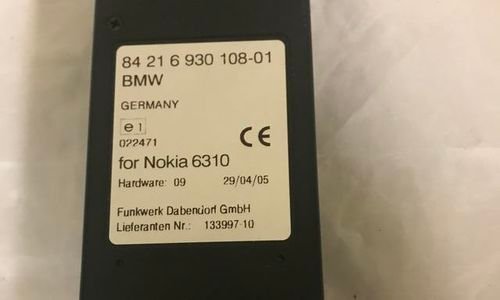 84 21 6 930 108-01
BMW
GERMANY
e1
022471
CE
for Nokia 6310
Hardware: 09 29/04/05
Funkwerk Dabendorf GmbH
Lieferanten Nr.: 133997-10